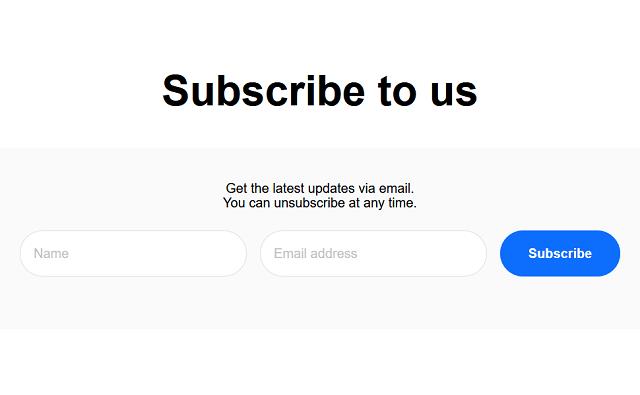 Subscribe to us
Get the latest updates via email.
You can unsubscribe at any time.
Name
Email address
Subscribe